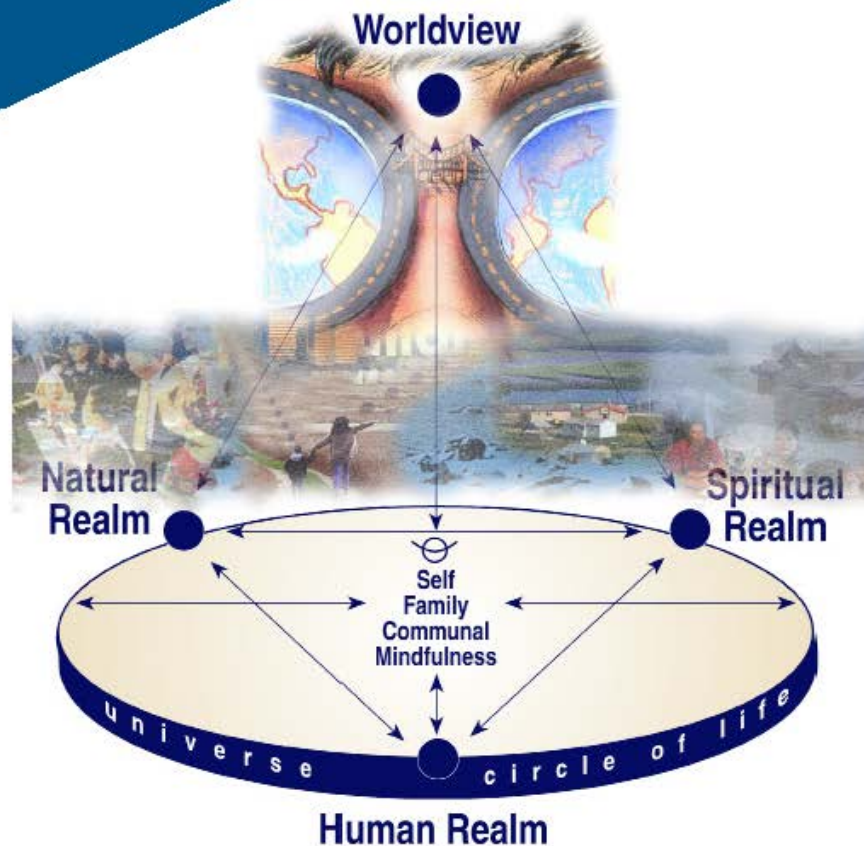 Worldview
Natural
Realm
Spiritual
Realm
Self
Family
Communal
Mindfulness
universe circle of life
Human Realm